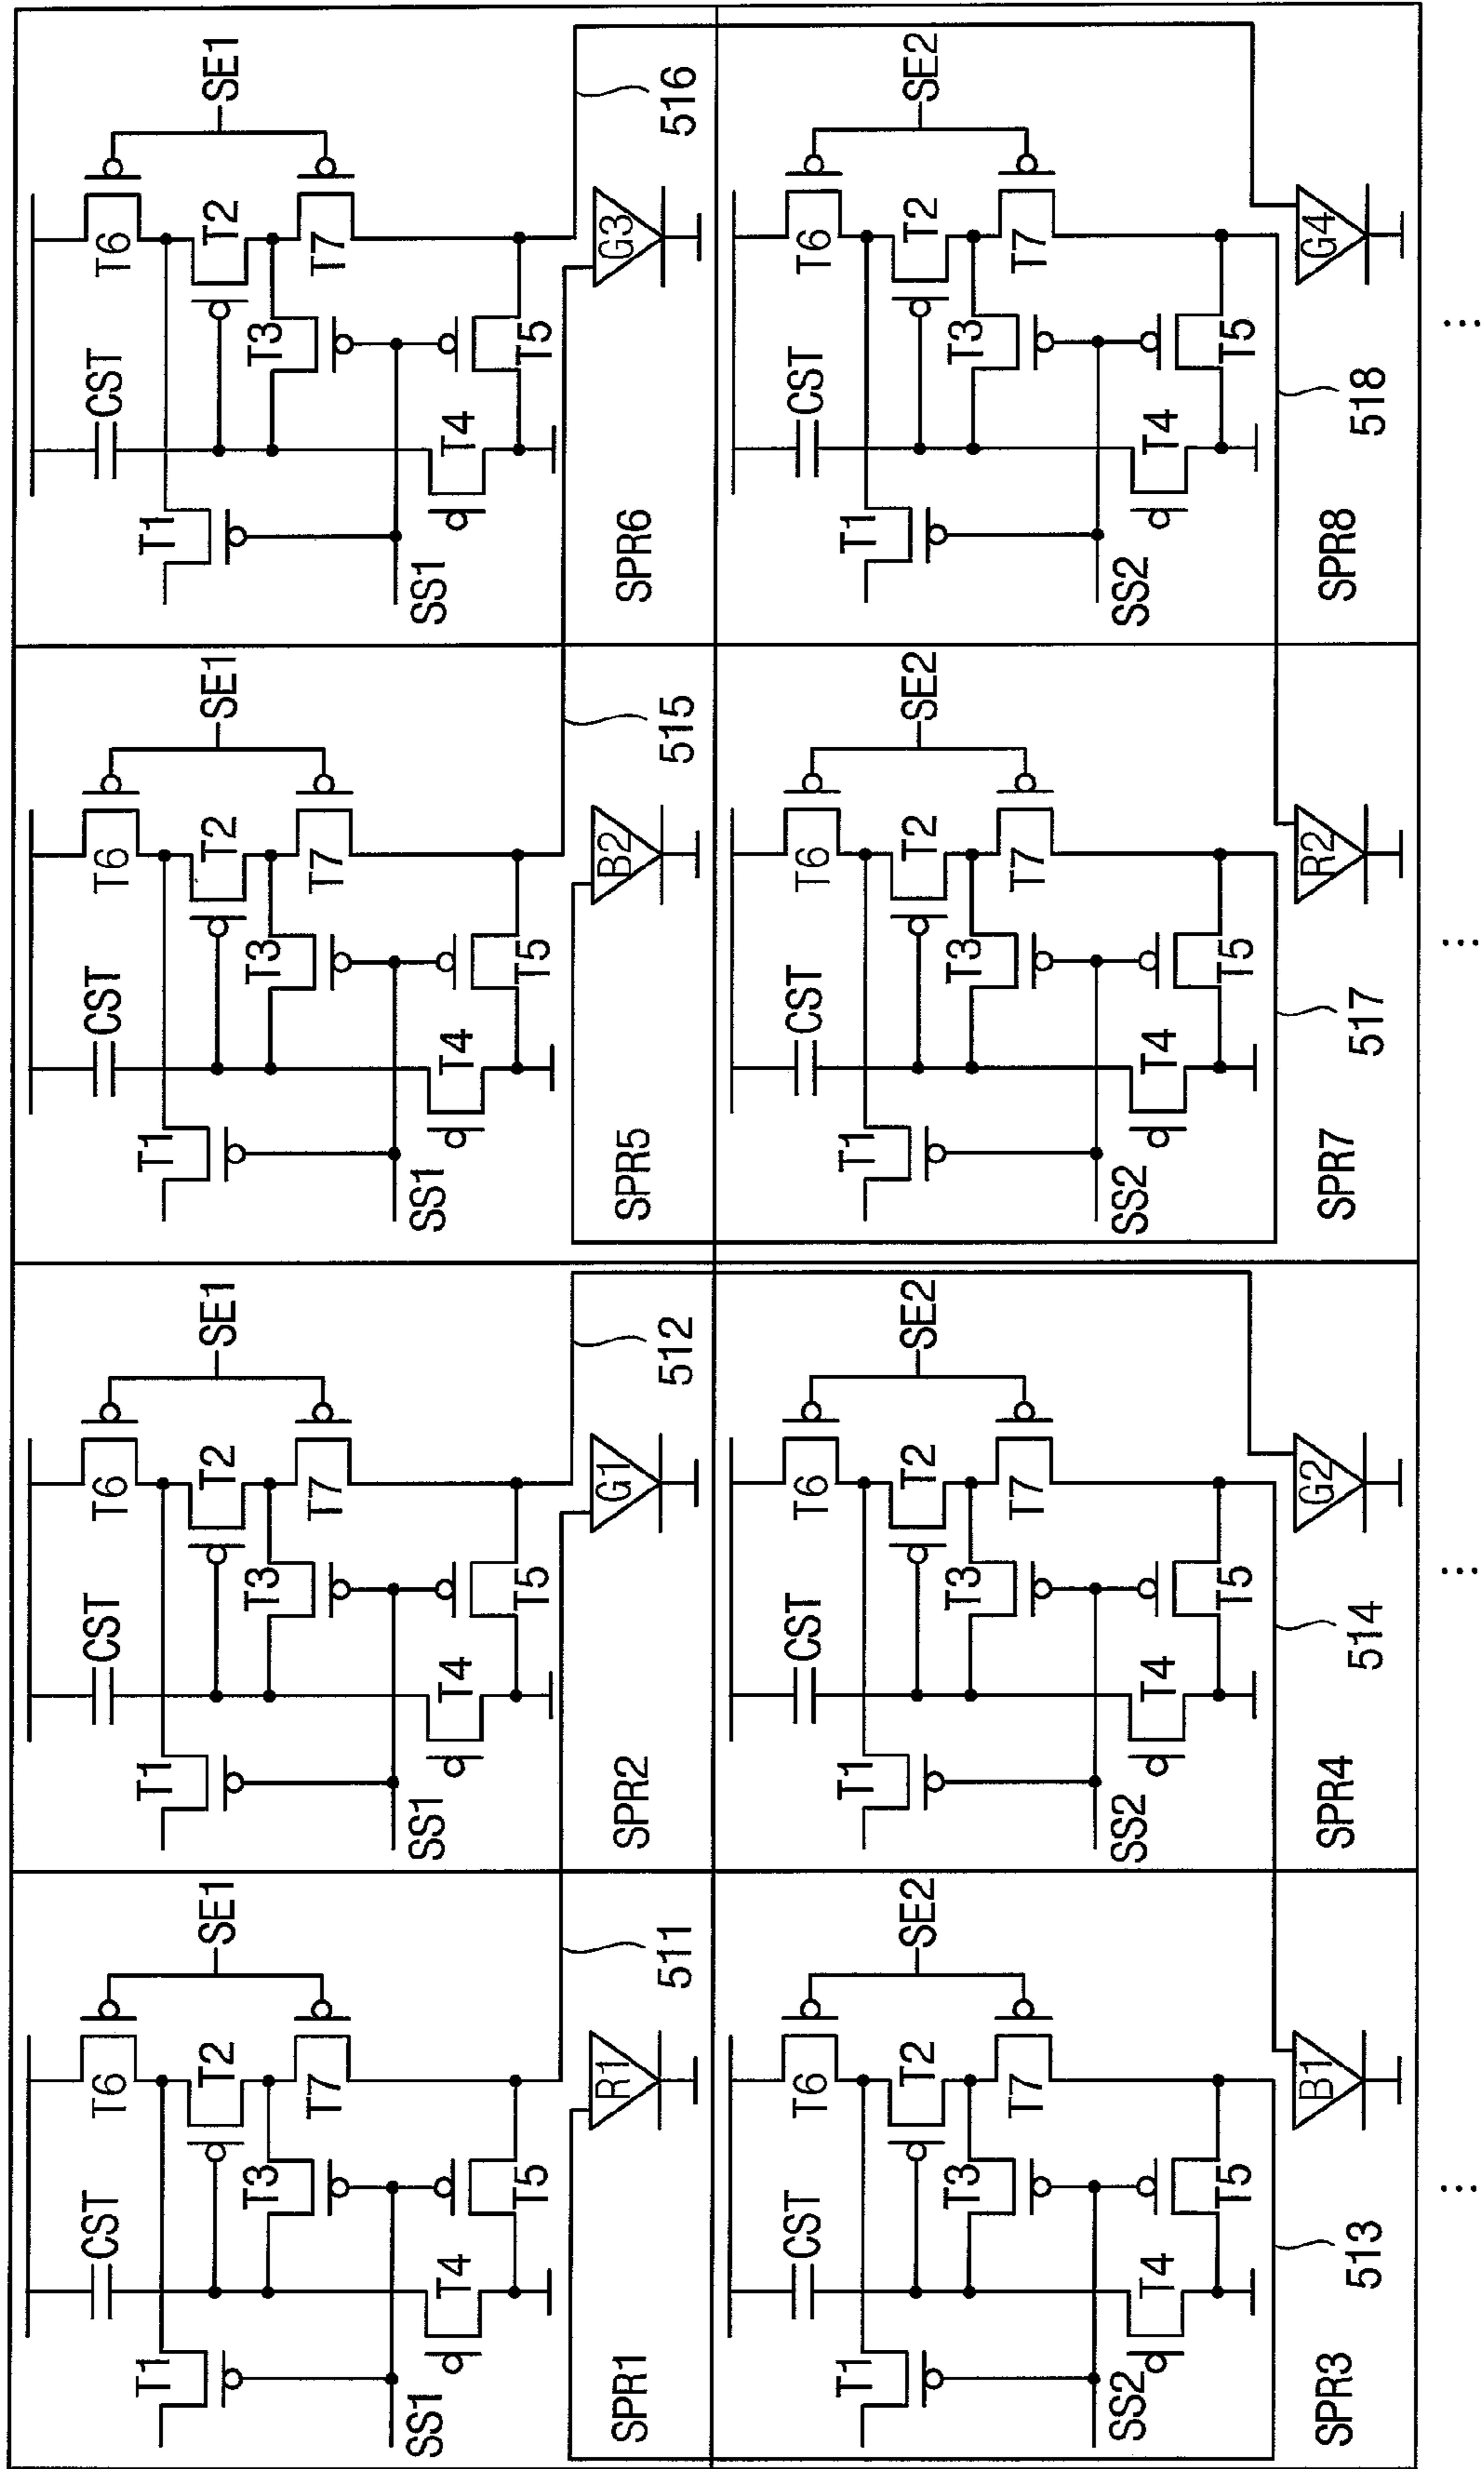 T1
CST
T6
T2
SE1
T3
T7
SS1
T4
T5
SPR1
R1
511
T1
CST
T6
T2
SE1
T3
T7
SS1
T4
T5
SPR2
G1
512
T1
CST
T6
T2
SE1
T3
T7
SS1
T4
T5
SPR5
B2
515
T1
CST
T6
T2
SE1
T3
T7
SS1
T4
T5
SPR6
G3
516
T1
CST
T6
T2
SE2
T3
T7
SS2
T4
T5
SPR3
513
B1
T1
CST
T6
T2
SE2
T3
T7
SS2
T4
T5
SPR4
514
G2
T1
CST
T6
T2
SE2
T3
T7
SS2
T4
T5
SPR7
517
R2
T1
CST
T6
T2
SE2
T3
T7
SS2
T4
T5
SPR8
518
G4
...
...
...
...